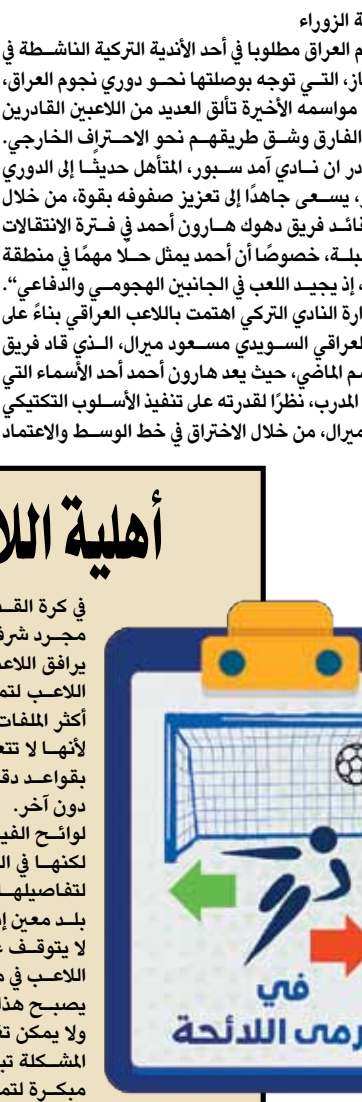 ة الزوراء
م العراق مطلوبا في أحد الأندية التركية الناشطة في
از، التي توجه بوصلتها نحو دوري نجوم العراق،
مواسمه الأخيرة تألق العديد من اللاعبين القادرين
الفارق وشق طريقهم نحو الاحتراف الخارجي.
در ان نادي آمد سبور، المتأهل حديثًا إلى الدوري
، يسعى جاهدًا إلى تعزيز صفوفه بقوة، من خلال
قائد فريق دهوك هارون أحمد في فترة الانتقالات
بلة، خصوصًا أن أحمد يمثل حلًا مهمًا في منطقة
، إذ يجيد اللعب في الجانبين الهجومي والدفاعي“.
ارة النادي التركي اهتمت باللاعب العراقي بناءً على
لعراقي السويدي مسعود ميرال، الذي قاد فريق
سم الماضي، حيث يعد هارون أحمد أحد الأسماء التي
المدرب، نظرًا لقدرته على تنفيذ الأسلوب التكتيكي
ميرال، من خلال الاختراق في خط الوسط والاعتماد
أهلية اللا
في كرة القد
مجرد شرف
يرافق اللاع
اللاعب لتم
أكثر الملفات
لأنها لا تتع
بقواعد دق
دون آخر.
لوائح الفي
لكنها في ال
لتفاصيلها
بلد معين إ
لا يتوقف ع
اللاعب في م
يصبح هذا
ولا يمكن تغ
المشكلة تب
مبكرة لتم
في
رمى اللائحة